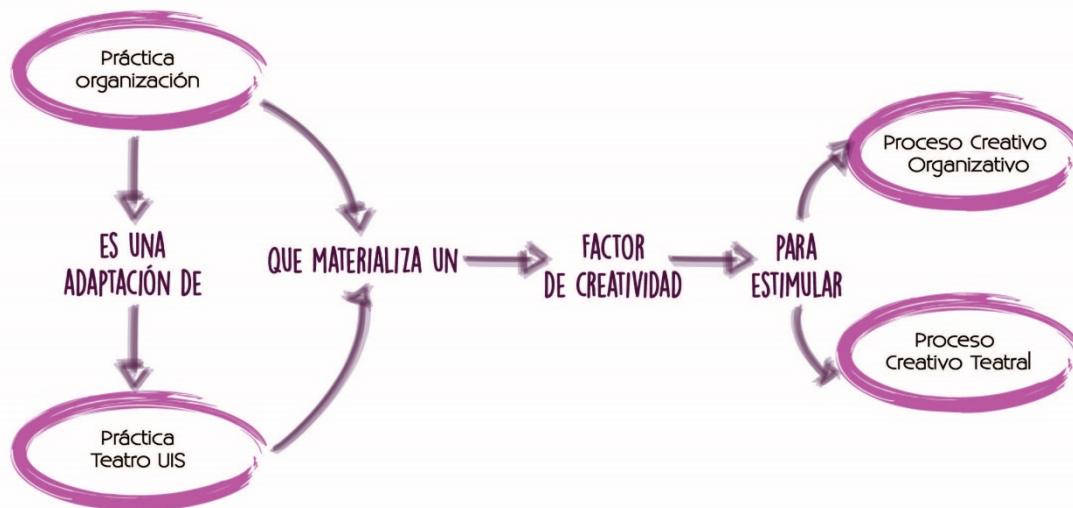 Práctica
organización
ES UNA
ADAPTACIÓN DE
Práctica
Teatro UIS
QUE MATERIALIZA UN
FACTOR
DE CREATIVIDAD
PARA
ESTIMULAR
Proceso Creativo
Organizativo
Proceso
Creativo Teatral